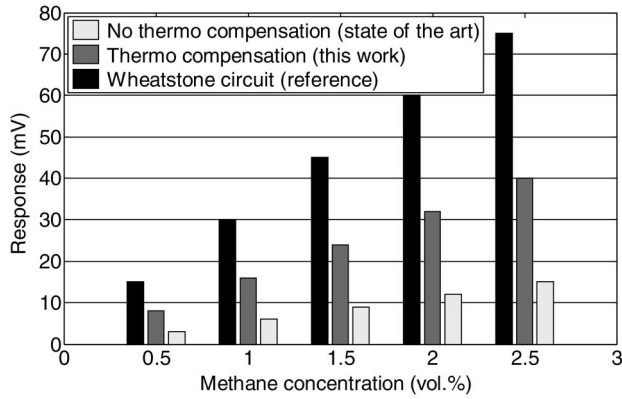 80
70
60
50
40
30
20
10
0
Response (mV)
No thermo compensation (state of the art)
Thermo compensation (this work)
Wheatstone circuit (reference)
0 0.5 1 1.5 2 2.5 3
Methane concentration (vol.%)